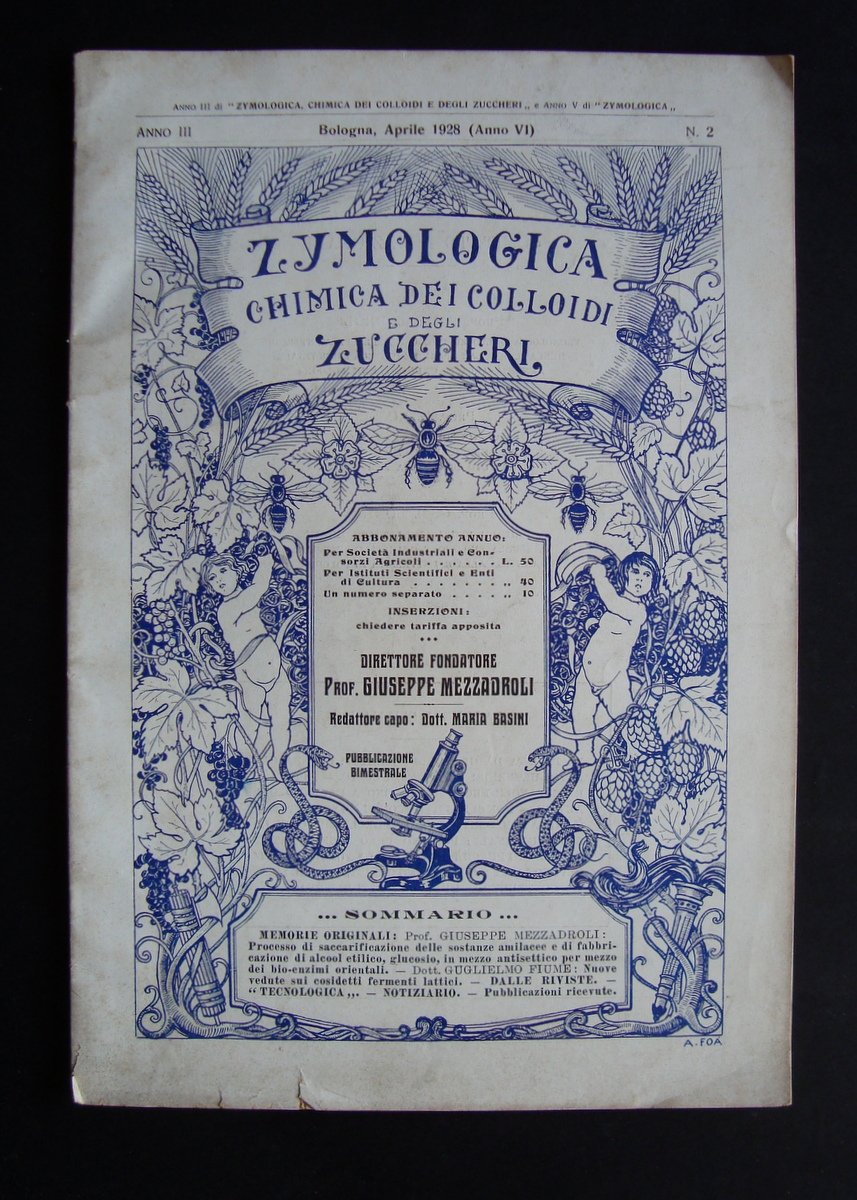 ANNO III di "ZYMOLOGICA, CHIMICA DEI COLLOIDI E DEGLI ZUCCHERI„ e ANNO V di "ZYMOLOGICA„
ANNO III Bologna, Aprile 1928 (Anno VI) N. 2
ZYMOLOGICA
CHIMICA DEI COLLOIDI
E DEGLI
ZUCCHERI,
ABBONAMENTO ANNUO:
Per Società Industriali e Con-
sorzi Agricoli . . . . . . L. 50
Per Istituti Scientifici e Enti
di Cultura . . . . . . „ 40
Un numero separato . . . . „ 10
INSERZIONI:
chiedere tariffa apposita
•••
DIRETTORE FONDATORE
PROF. GIUSEPPE MEZZADROLI
Redattore capo: Dott. MARIA BASINI
PUBBLICAZIONE
BIMESTRALE
... SOMMARIO ...
MEMORIE ORIGINALI: Prof. GIUSEPPE MEZZADROLI:
Processo di saccarificazione delle sostanze amilacee e di fabbri-
cazione di alcool etilico, glucosio, in mezzo antisettico per mezzo
dei bio-enzimi orientali. — Dott. GUGLIELMO FIUME: Nuove
vedute sui cosidetti fermenti lattici. — DALLE RIVISTE. —
"TECNOLOGICA„. — NOTIZIARIO. — Pubblicazioni ricevute.
A. FOÀ